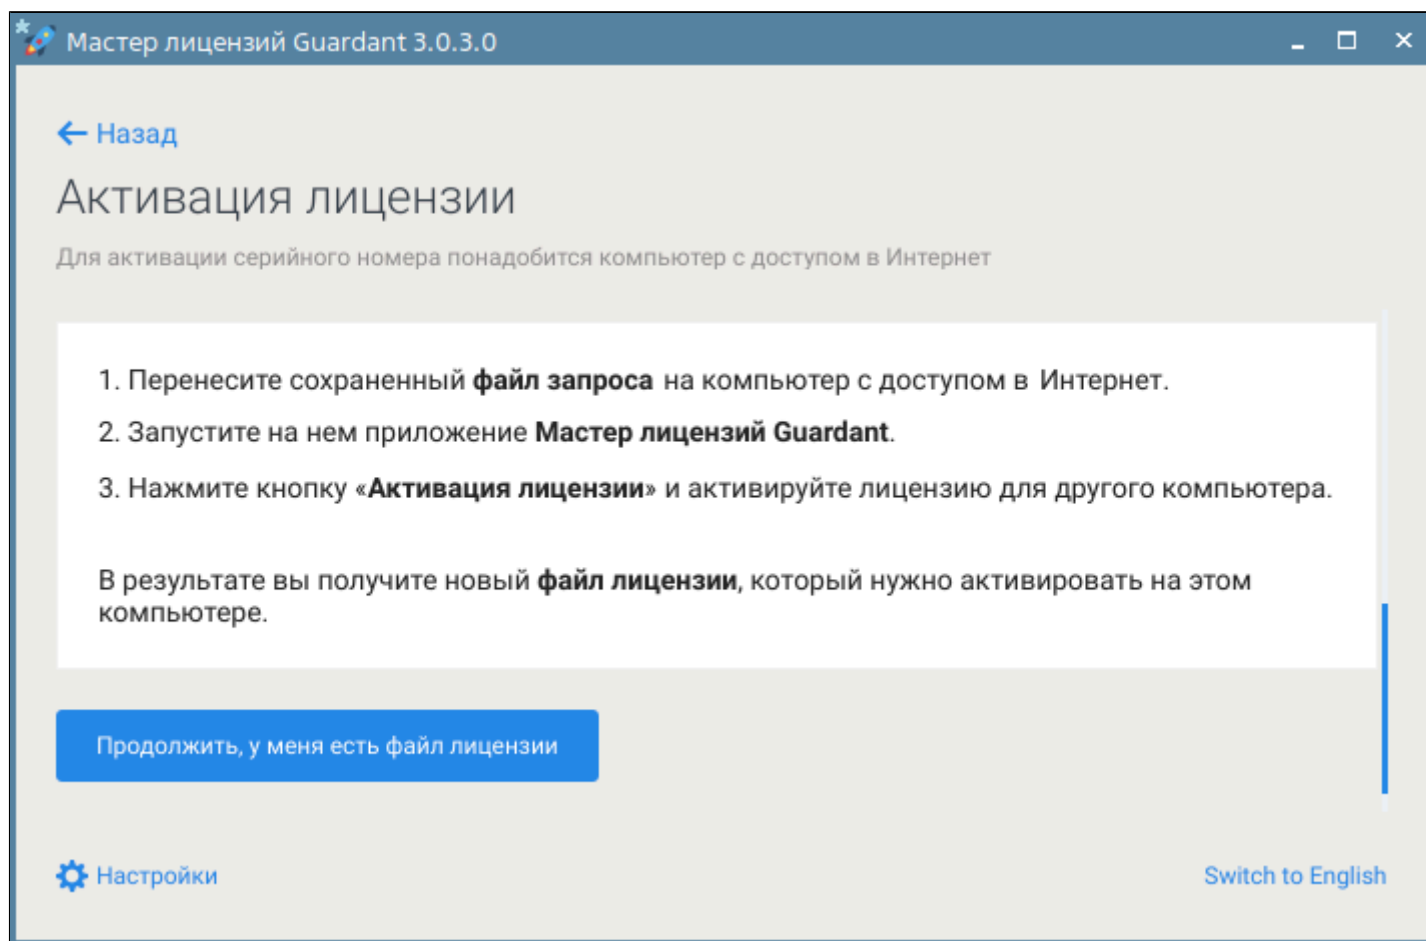 Мастер лицензий Guardant 3.0.3.0
Назад
Активация лицензии
Для активации серийного номера понадобится компьютер с доступом в Интернет
1. Перенесите сохраненный файл запроса на компьютер с доступом в Интернет.
2. Запустите на нем приложение Мастер лицензий Guardant.
3. Нажмите кнопку «Активация лицензии» и активируйте лицензию для другого компьютера.
В результате вы получите новый файл лицензии, который нужно активировать на этом
компьютере.
Продолжить, у меня есть файл лицензии
Настройки
Switch to English